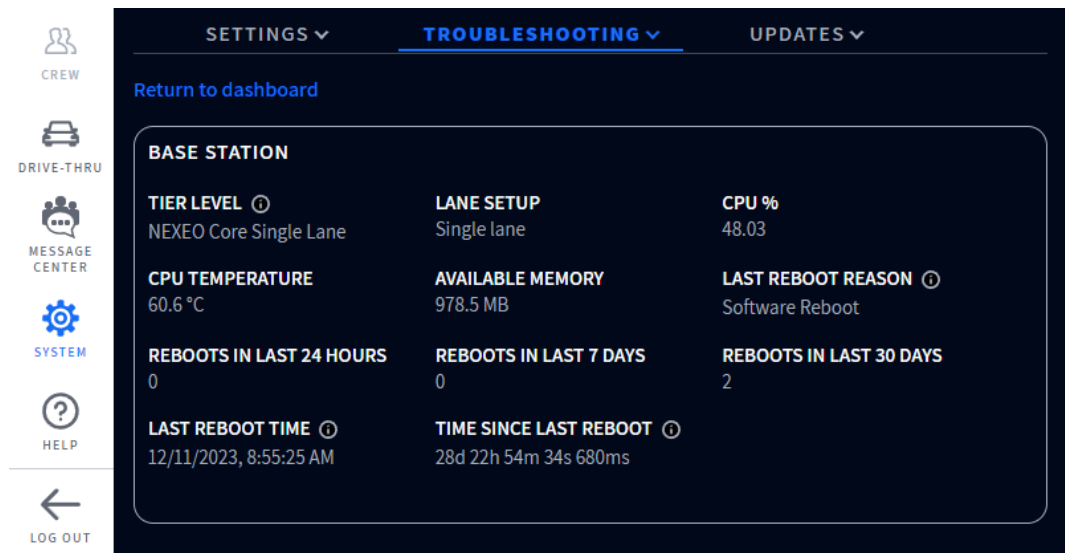 CREW
DRIVE-THRU
MESSAGE
CENTER
SYSTEM
HELP
LOG OUT
SETTINGS
TROUBLESHOOTING
UPDATES
Return to dashboard
BASE STATION
TIER LEVEL
NEXEO Core Single Lane
LANE SETUP
Single lane
CPU %
48.03
CPU TEMPERATURE
60.6 °C
AVAILABLE MEMORY
978.5 MB
LAST REBOOT REASON
Software Reboot
REBOOTS IN LAST 24 HOURS
0
REBOOTS IN LAST 7 DAYS
0
REBOOTS IN LAST 30 DAYS
2
LAST REBOOT TIME
12/11/2023, 8:55:25 AM
TIME SINCE LAST REBOOT
28d 22h 54m 34s 680ms